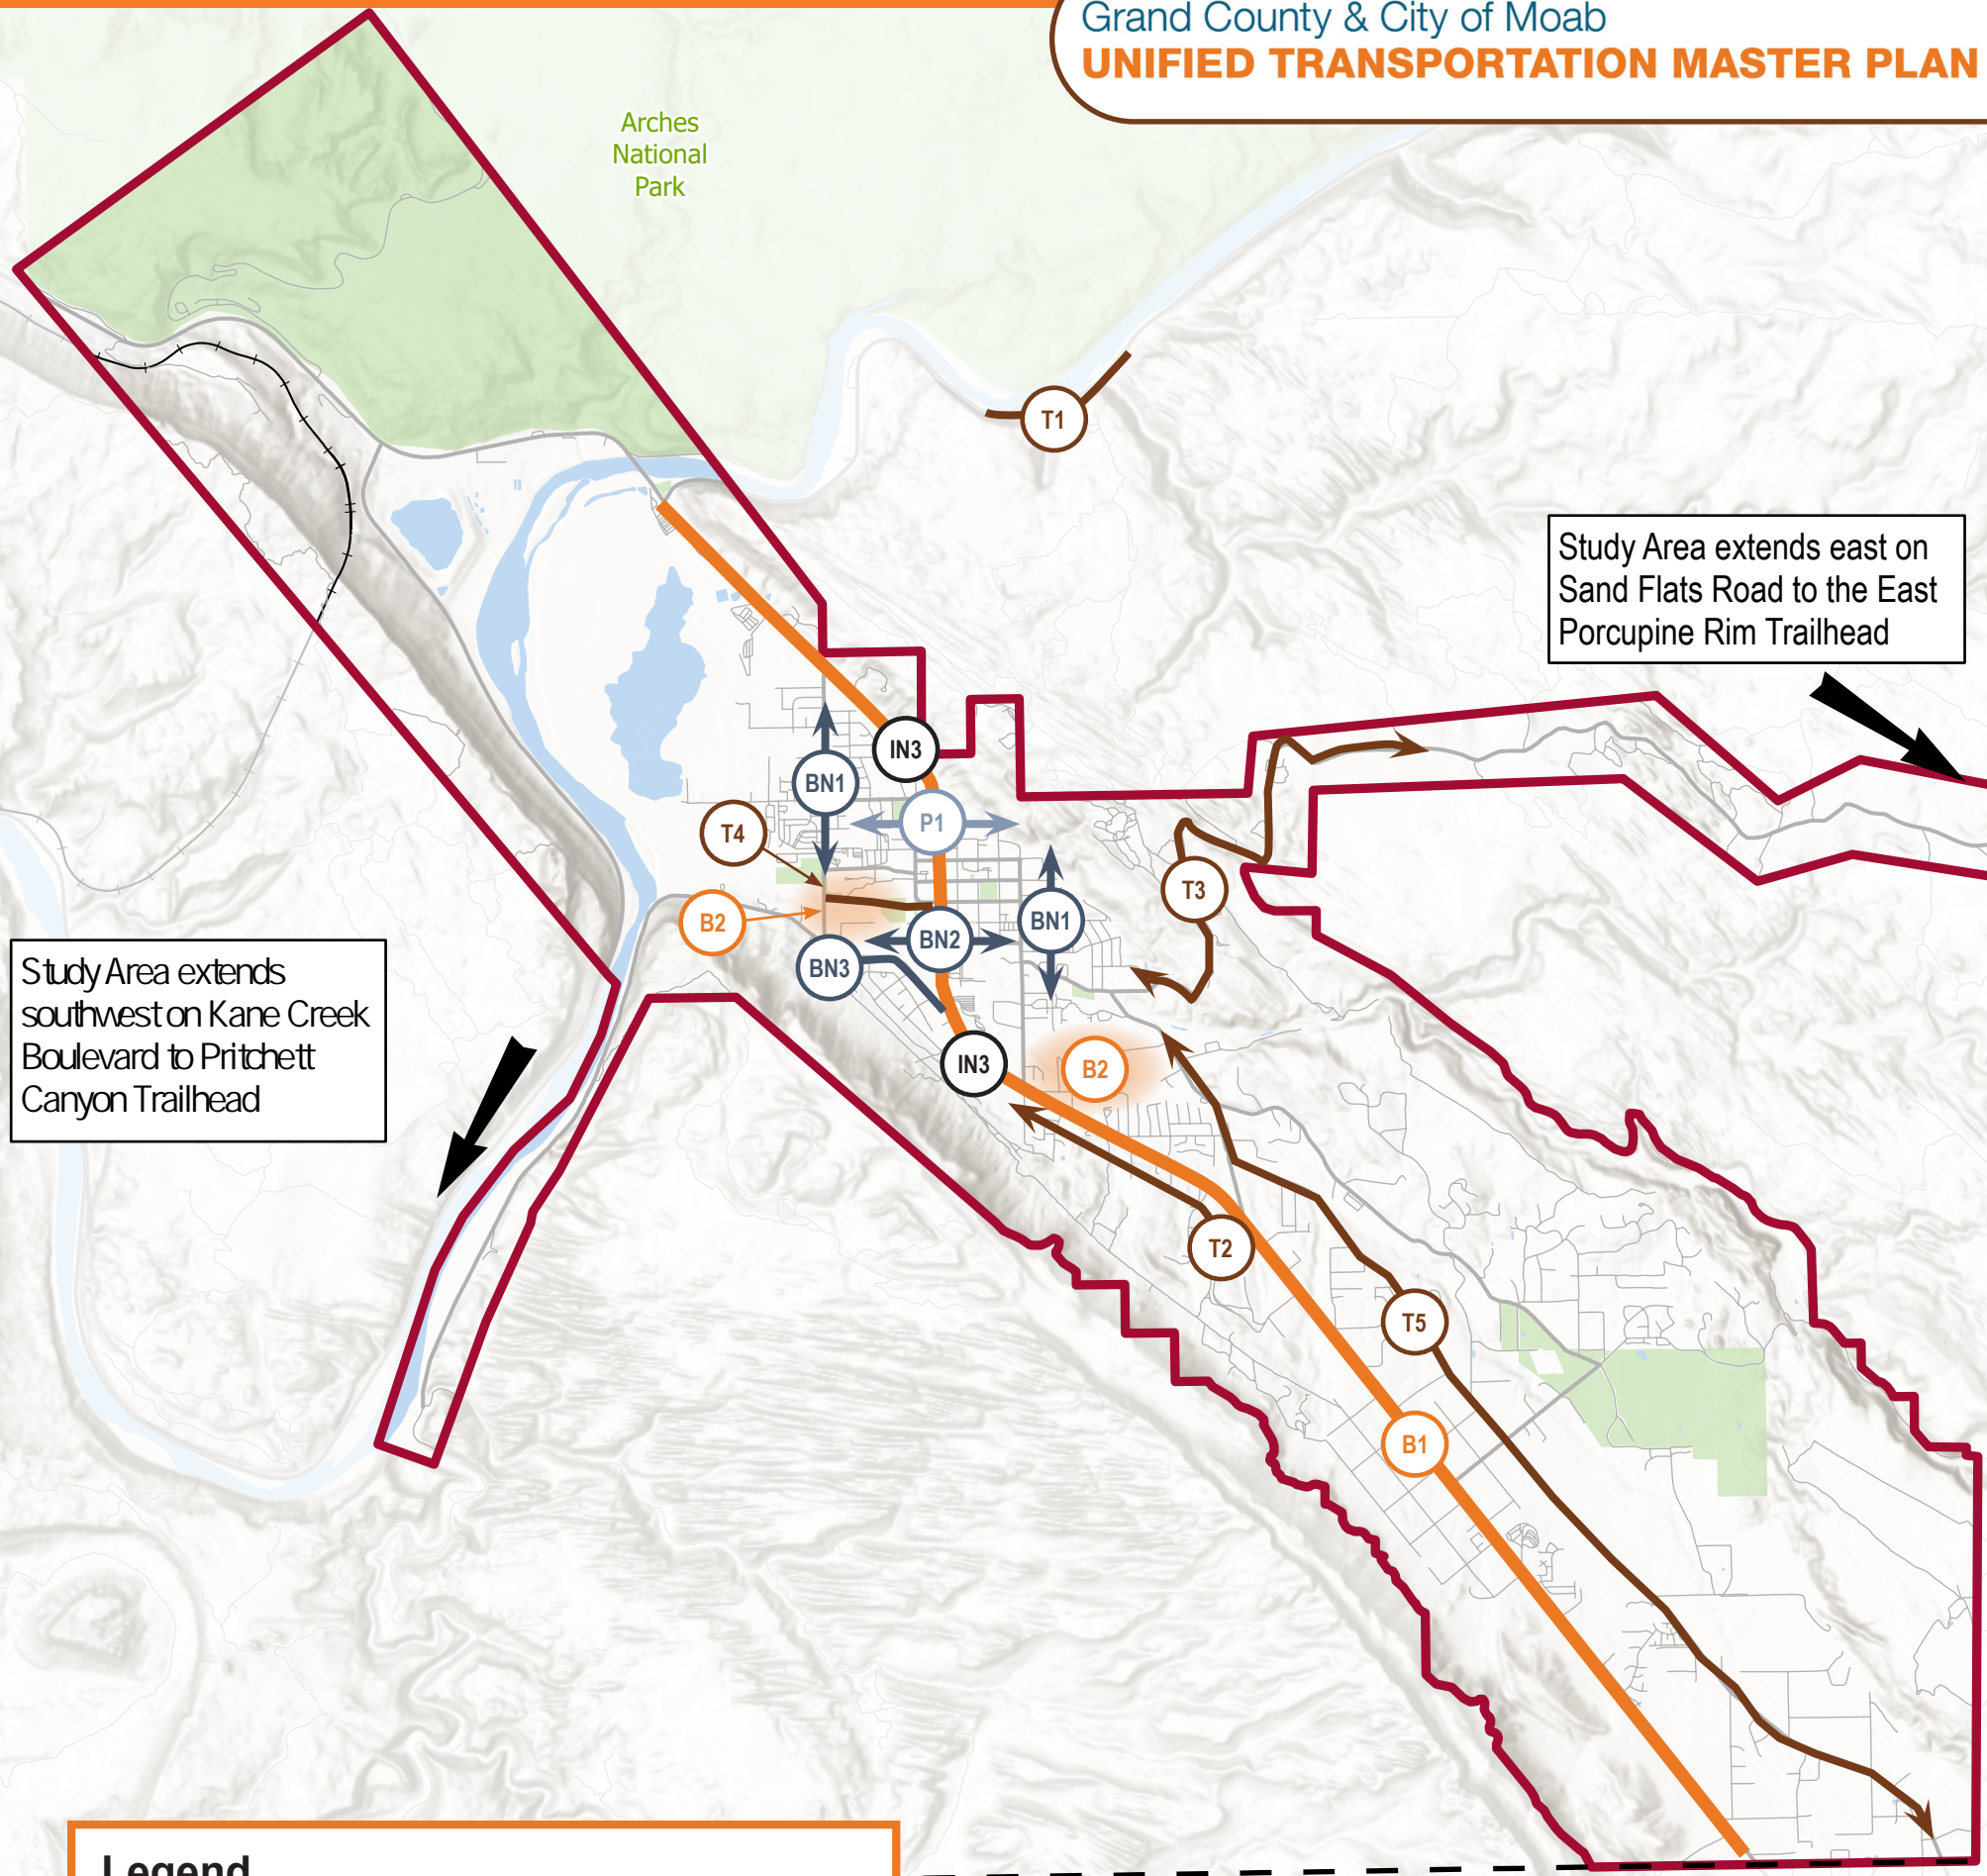 Grand County & City of Moab
UNIFIED TRANSPORTATION MASTER PLAN
Arches
National
Park
T1
Study Area extends east on
Sand Flats Road to the East
Porcupine Rim Trailhead
IN3
BN1
P1
T4
T3
B2
BN1
BN2
BN3
Study Area extends
southwest on Kane Creek
Boulevard to Pritchett
Canyon Trailhead
IN3
B2
T2
T5
B1
Legend